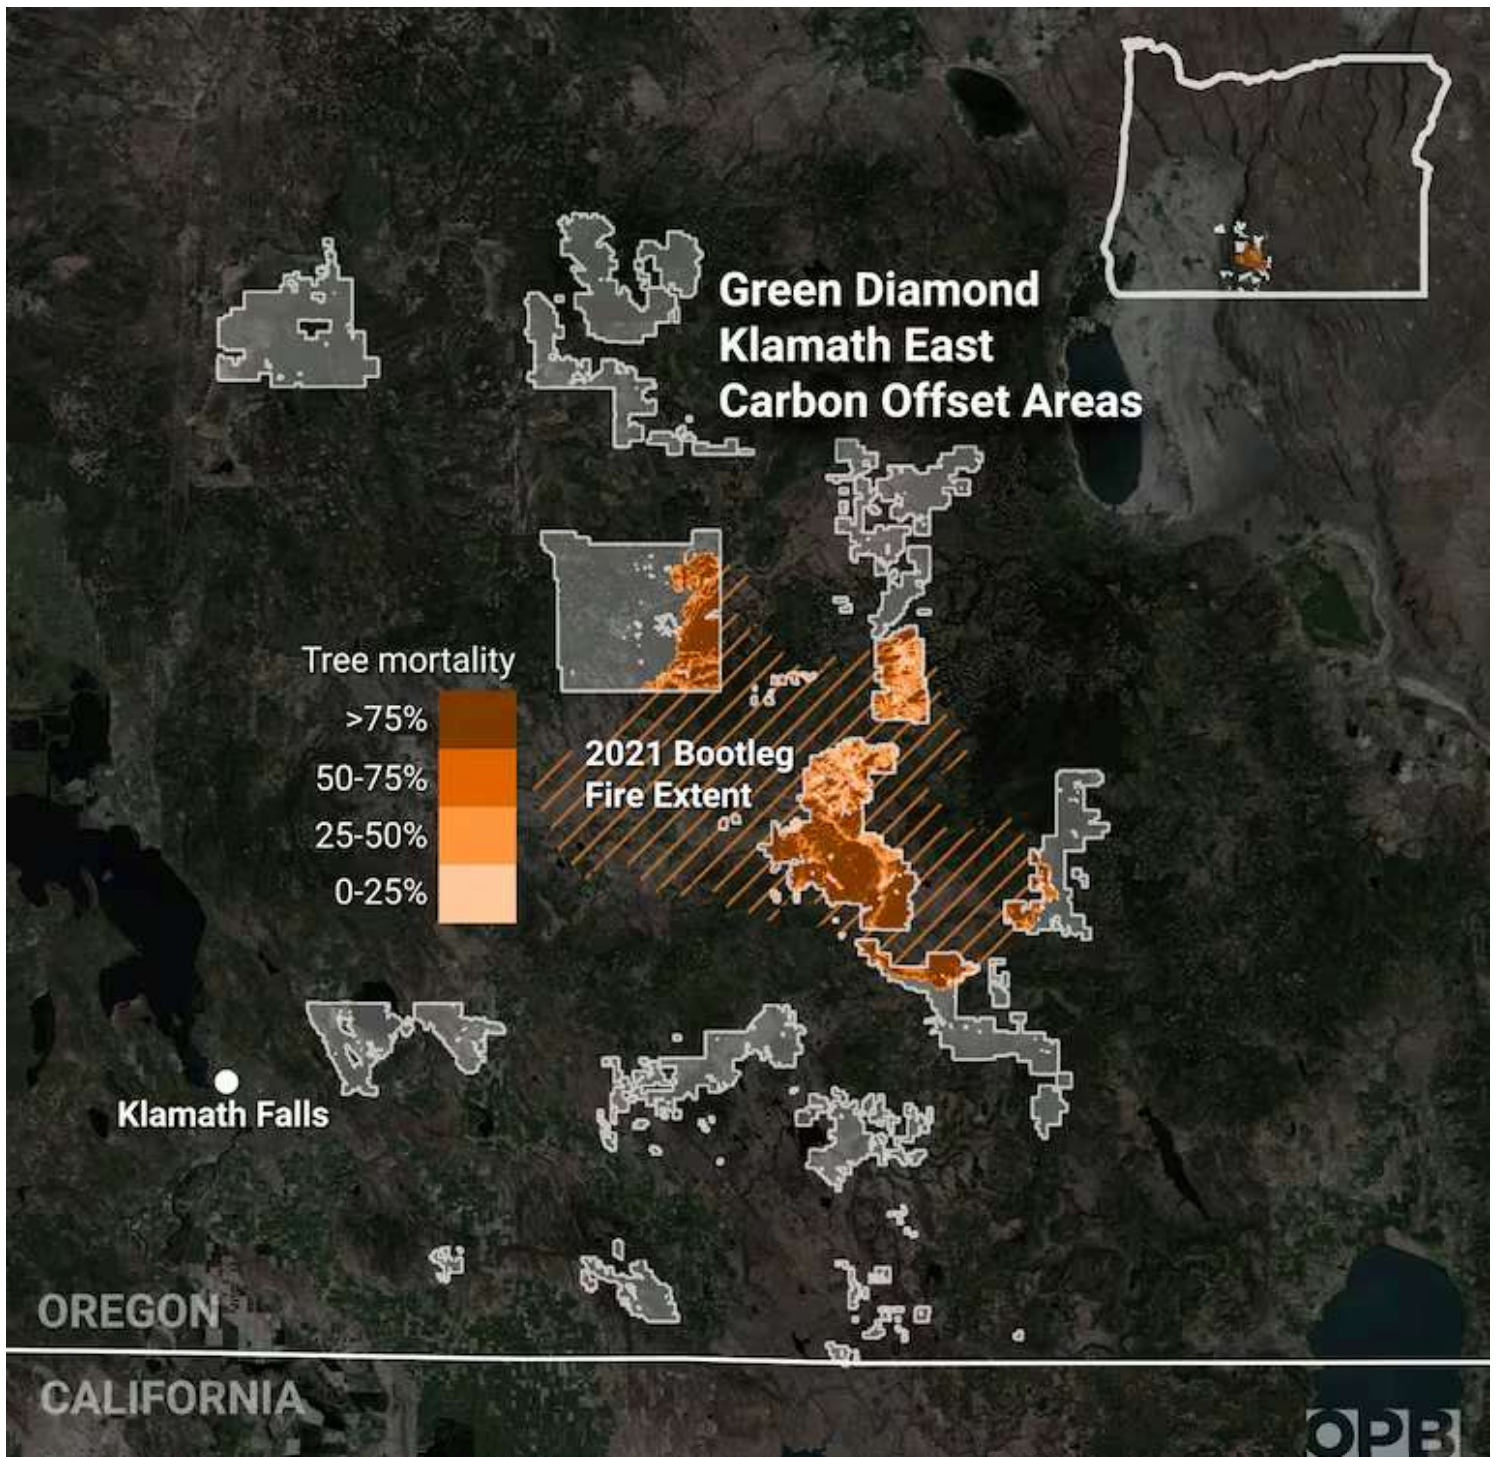 Green Diamond
Klamath East
Carbon Offset Areas
Tree mortality
>75%
50-75%
25-50%
0-25%
2021 Bootleg
Fire Extent
Klamath Falls
OREGON
CALIFORNIA
OPB